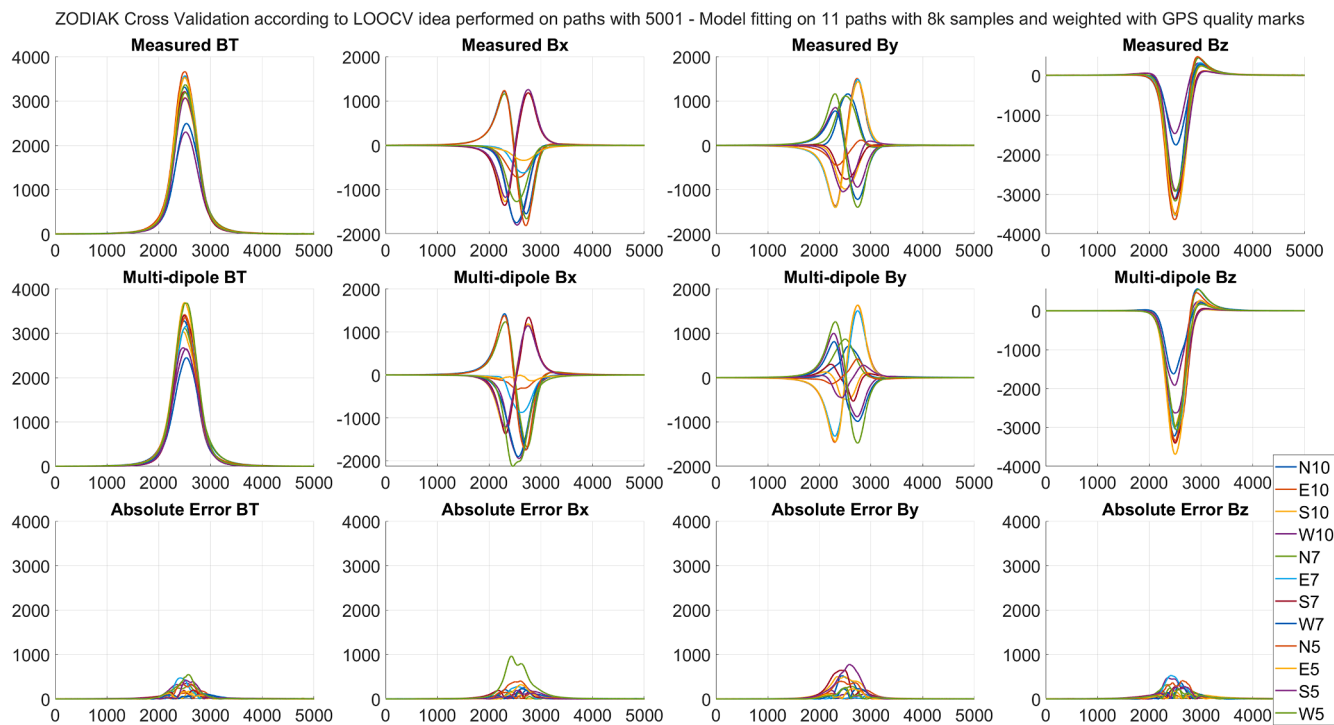 ZODIAK Cross Validation according to LOOCV idea performed on paths with 5001 - Model fitting on 11 paths with 8k samples and weighted with GPS quality marks
Measured BT
4000
3000
2000
1000
0
0 1000 2000 3000 4000 5000
Measured Bx
2000
1000
0
-1000
-2000
0 1000 2000 3000 4000 5000
Measured By
2000
1000
0
-1000
-2000
0 1000 2000 3000 4000 5000
Measured Bz
0
-1000
-2000
-3000
-4000
0 1000 2000 3000 4000 5000
Multi-dipole BT
4000
3000
2000
1000
0
0 1000 2000 3000 4000 5000
Multi-dipole Bx
2000
1000
0
-1000
-2000
0 1000 2000 3000 4000 5000
Multi-dipole By
2000
1000
0
-1000
-2000
0 1000 2000 3000 4000 5000
Multi-dipole Bz
0
-1000
-2000
-3000
-4000
0 1000 2000 3000 4000
Absolute Error BT
4000
3000
2000
1000
0
0 1000 2000 3000 4000 5000
Absolute Error Bx
4000
3000
2000
1000
0
0 1000 2000 3000 4000 5000
Absolute Error By
4000
3000
2000
1000
0
0 1000 2000 3000 4000 5000
Absolute Error Bz
4000
3000
2000
1000
0
0 1000 2000 3000 4000
N10
E10
S10
W10
N7
E7
S7
W7
N5
E5
S5
W5